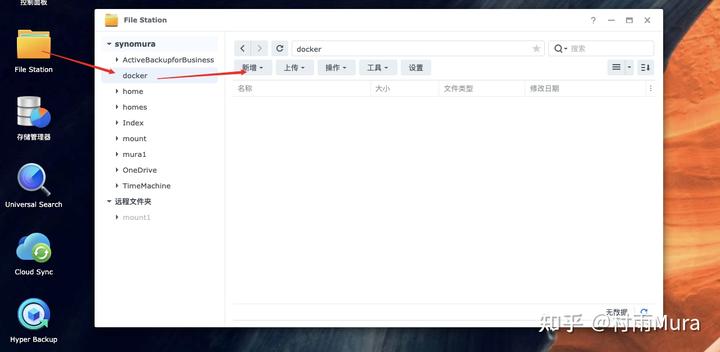 控制面板
File Station
存储管理器
Universal Search
Cloud Sync
Hyper Backup
File Station
synomura
ActiveBackupforBusiness
docker
home
homes
Index
mount
mura1
OneDrive
TimeMachine
远程文件夹
mount1
docker
搜索
新增 上传 操作 工具 设置
名称 大小 文件类型 修改日期
无数据
知乎 @村雨Mura